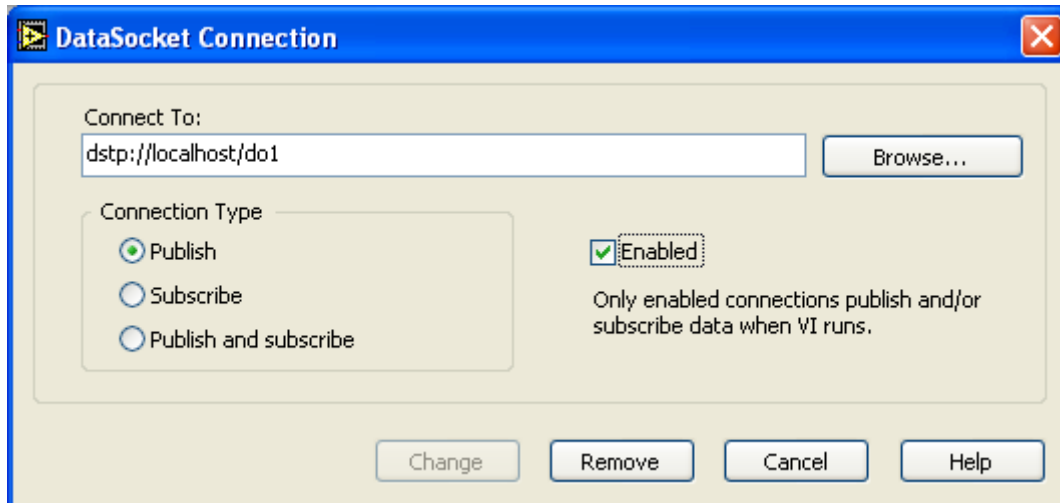 DataSocket Connection
Connect To:
dstp://localhost/do1
Browse...
Connection Type
Publish
Subscribe
Publish and subscribe
Enabled
Only enabled connections publish and/or
subscribe data when VI runs.
Change
Remove
Cancel
Help